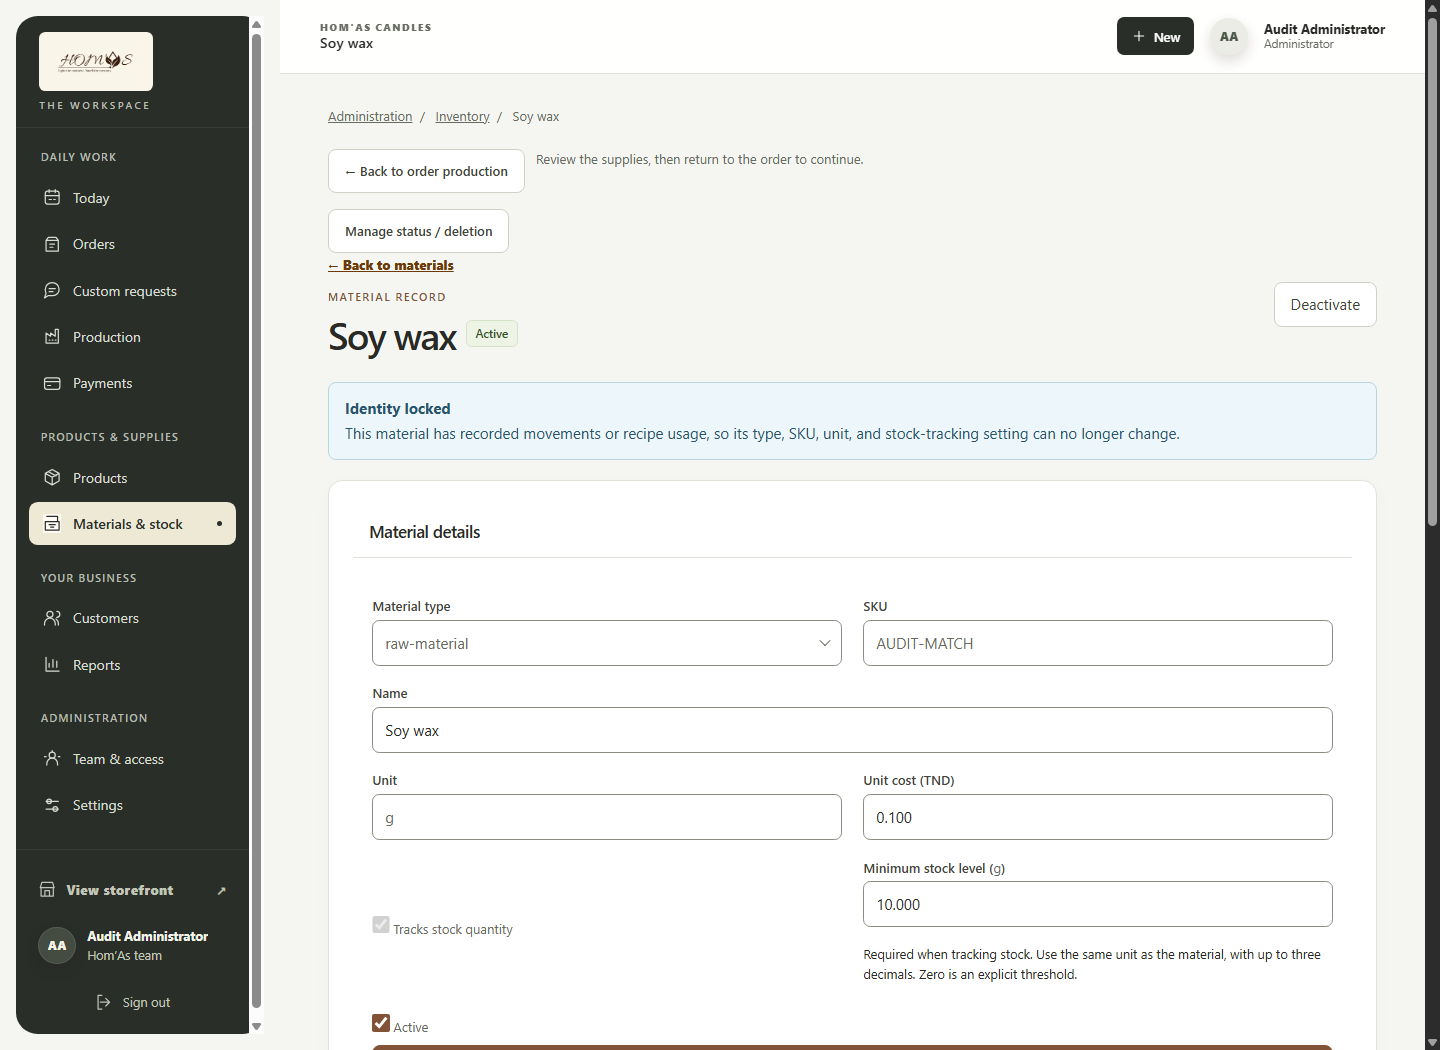 HOM S
THE WORKSPACE
DAILY WORK
Today
Orders
Custom requests
Production
Payments
PRODUCTS & SUPPLIES
Products
Materials & stock
YOUR BUSINESS
Customers
Reports
ADMINISTRATION
Team & access
Settings
View storefront ↗
AA
Audit Administrator
Hom'As team
Sign out
HOM'AS CANDLES
Soy wax
+ New
AA
Audit Administrator
Administrator
Administration / Inventory / Soy wax
← Back to order production
Review the supplies, then return to the order to continue.
Manage status / deletion
← Back to materials
MATERIAL RECORD
Soy wax Active
Deactivate
Identity locked
This material has recorded movements or recipe usage, so its type, SKU, unit, and stock-tracking setting can no longer change.
Material details
Material type
raw-material
SKU
AUDIT-MATCH
Name
Soy wax
Unit
g
Unit cost (TND)
0.100
Tracks stock quantity
Minimum stock level (g)
10.000
Required when tracking stock. Use the same unit as the material, with up to three
decimals. Zero is an explicit threshold.
Active